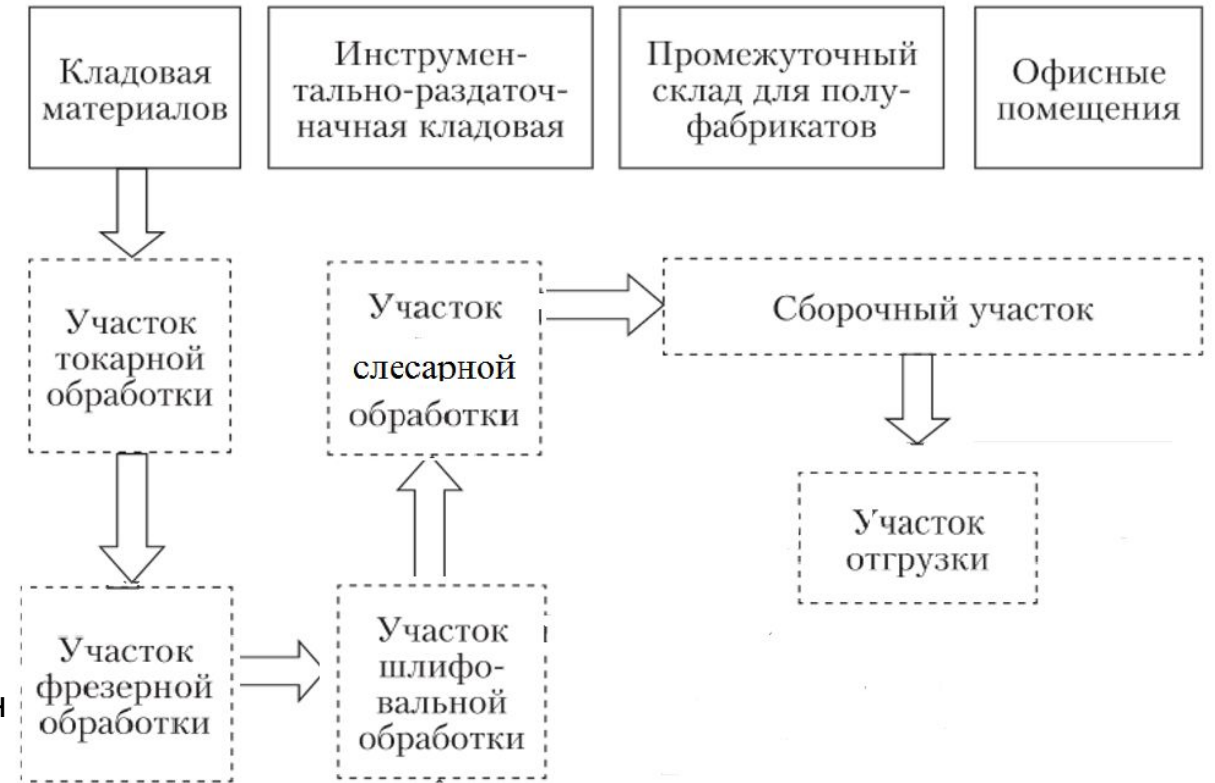 Кладовая
материалов
Инструмен-
тально-раздаточ-
начная кладовая
Промежуточный
склад для полу-
фабрикатов
Офисные
помещения
Участок
токарной
обработки
Участок
слесарной
обработки
Сборочный участок
Участок
отгрузки
Участок
фрезерной
обработки
Участок
шлифо-
вальной
обработки
н